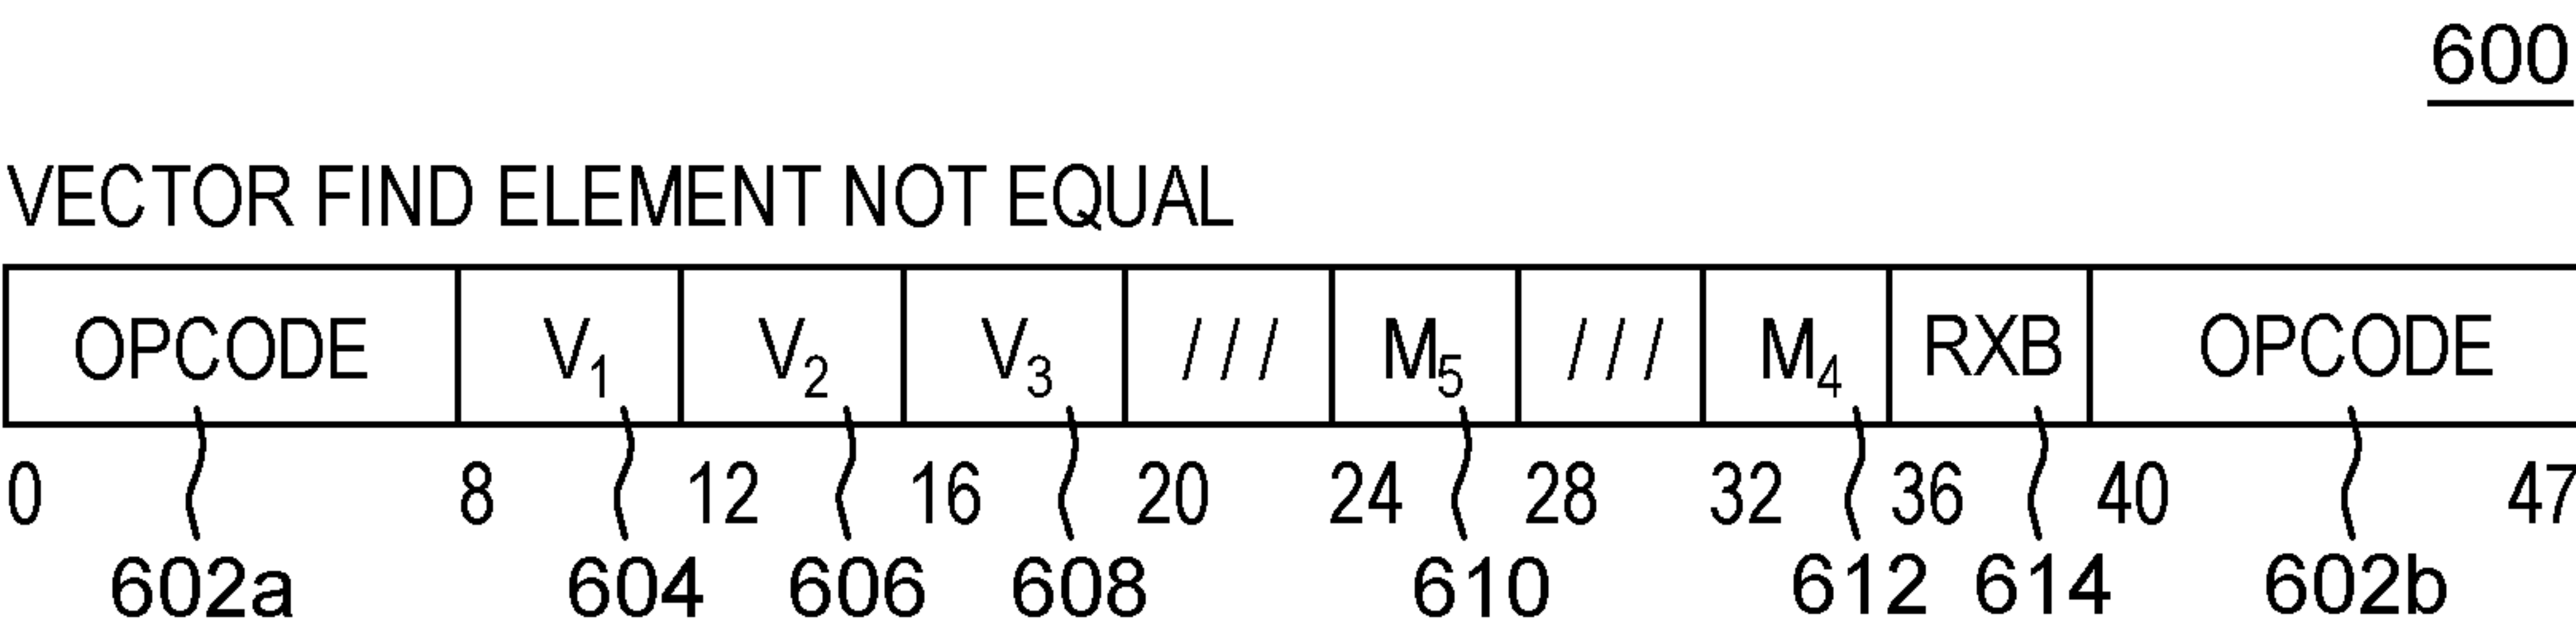 600
VECTOR FIND ELEMENT NOT EQUAL
OPCODE V₁ V₂ V₃ /// M₅ /// M₄ RXB OPCODE
0 8 12 16 20 24 28 32 36 40 47
602a 604 606 608 610 612 614 602b